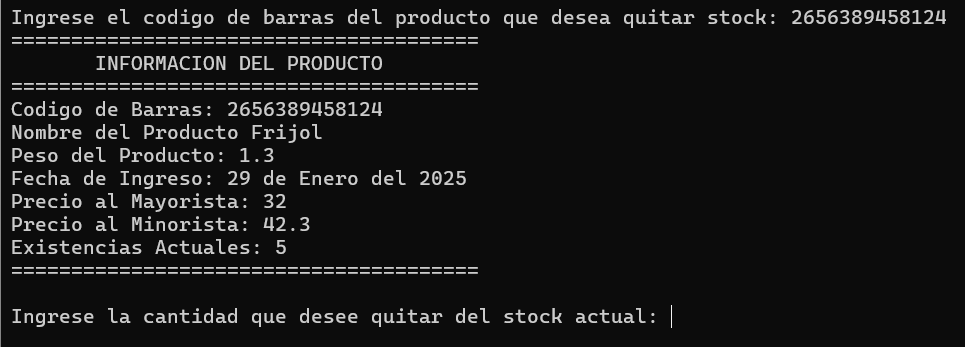 Ingrese el codigo de barras del producto que desea quitar stock: 2656389458124
=======================================
       INFORMACION DEL PRODUCTO
=======================================
Codigo de Barras: 2656389458124
Nombre del Producto Frijol
Peso del Producto: 1.3
Fecha de Ingreso: 29 de Enero del 2025
Precio al Mayorista: 32
Precio al Minorista: 42.3
Existencias Actuales: 5
=======================================
Ingrese la cantidad que desee quitar del stock actual: